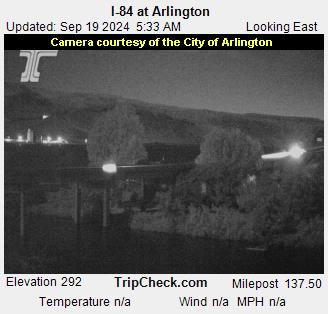 I-84 at Arlington
Updated: Sep 19 2024 5:33 AM Looking East
Camera courtesy of the City of Arlington
Elevation 292 TripCheck.com Milepost 137.50
Temperature n/a Wind n/a MPH n/a